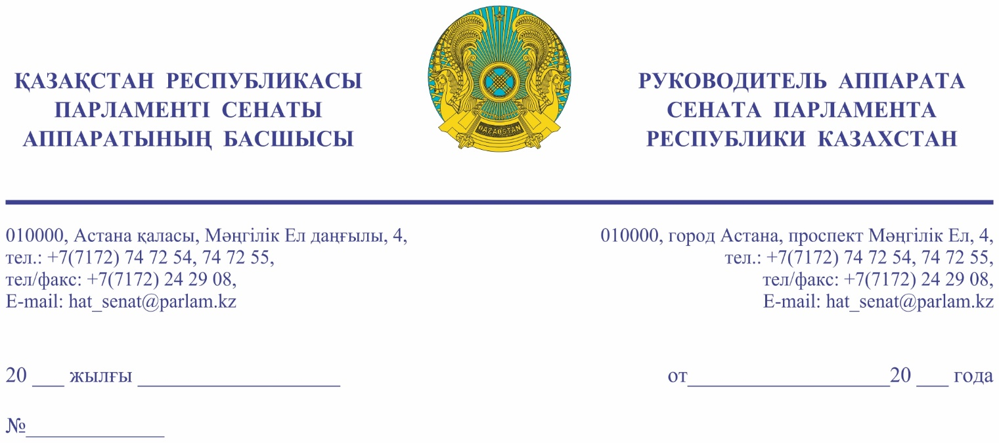 ҚАЗАҚСТАН РЕСПУБЛИКАСЫ
ПАРЛАМЕНТІ СЕНАТЫ
АППАРАТЫНЫҢ БАСШЫСЫ
QAZAQSTAN
РУКОВОДИТЕЛЬ АППАРАТА
СЕНАТА ПАРЛАМЕНТА
РЕСПУБЛИКИ КАЗАХСТАН
010000, Астана қаласы, Мәңгілік Ел даңғылы, 4,
тел.: +7(7172) 74 72 54, 74 72 55,
тел/факс: +7(7172) 24 29 08,
E-mail: hat_senat@parlam.kz
010000, город Астана, проспект Мәңгілік Ел, 4,
тел.: +7(7172) 74 72 54, 74 72 55,
тел/факс: +7(7172) 24 29 08,
E-mail: hat_senat@parlam.kz
20 ___ жылғы ___________________
от___________________20 ___ года
№_____________